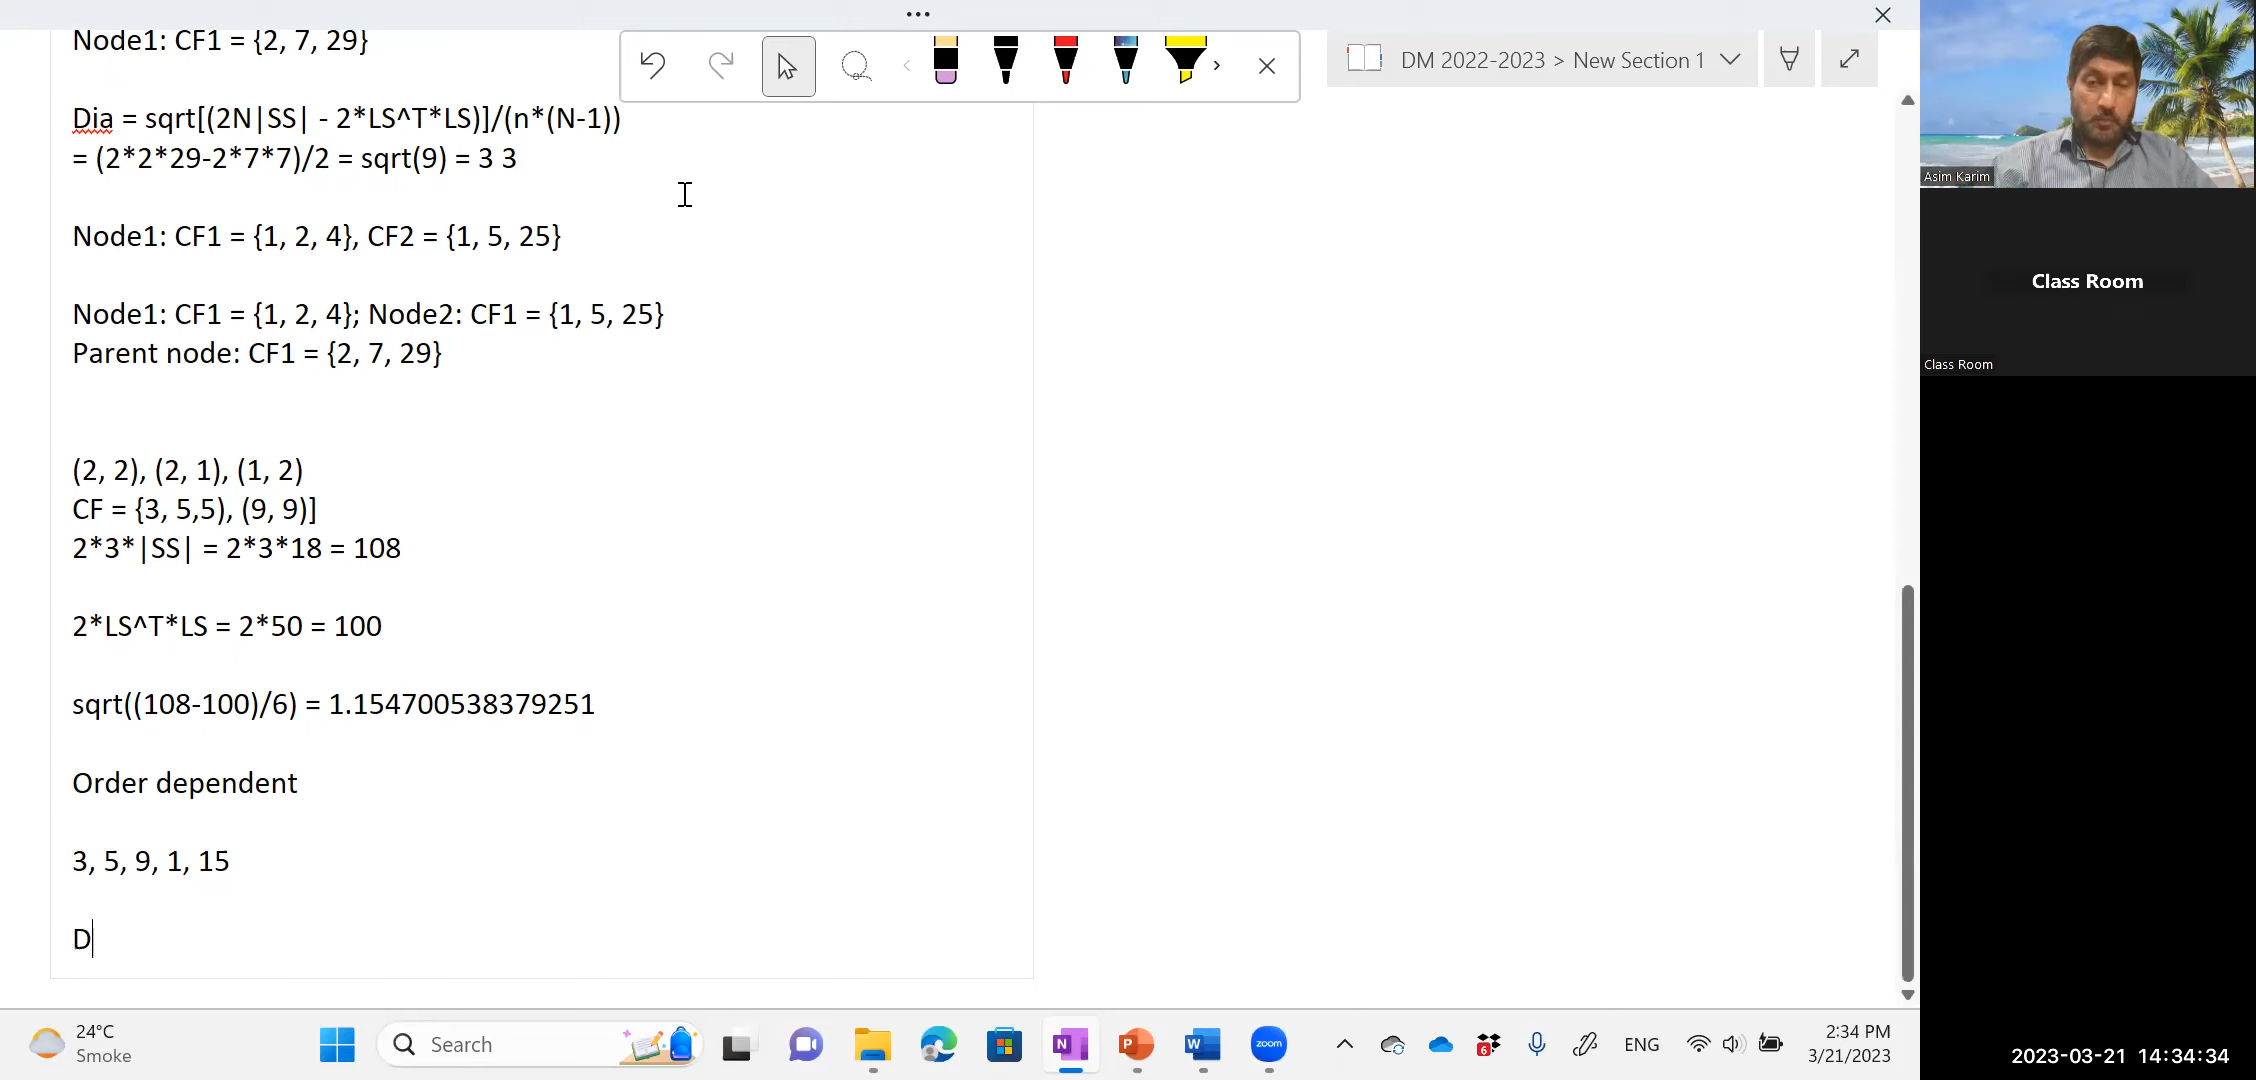 Node1: CF1 = {2, 7, 29}
DM 2022-2023 > New Section 1
Dia = sqrt[(2N|SS| - 2*LS^T*LS)]/(n*(N-1))
= (2*2*29-2*7*7)/2 = sqrt(9) = 3 3
Node1: CF1 = {1, 2, 4}, CF2 = {1, 5, 25}
Node1: CF1 = {1, 2, 4}; Node2: CF1 = {1, 5, 25}
Parent node: CF1 = {2, 7, 29}
(2, 2), (2, 1), (1, 2)
CF = {3, 5,5), (9, 9)]
2*3*|SS| = 2*3*18 = 108
2*LS^T*LS = 2*50 = 100
sqrt((108-100)/6) = 1.154700538379251
Order dependent
3, 5, 9, 1, 15
D
Asim Karim
Class Room
Class Room
24°C
Smoke
Search
N
P
W
zoom
6
ENG
2:34 PM
3/21/2023
2023-03-21 14:34:34